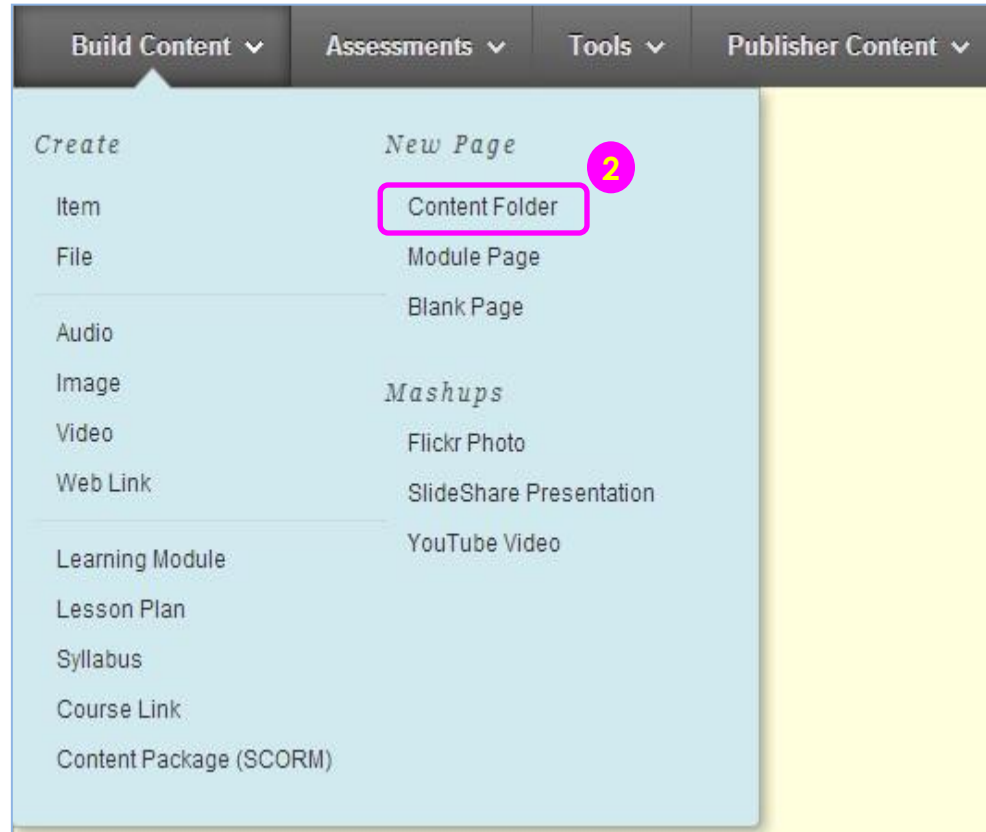 Build Content Assessments Tools Publisher Content
Create
Item
File
Audio
Image
Video
Web Link
Learning Module
Lesson Plan
Syllabus
Course Link
Content Package (SCORM)
New Page
2
Content Folder
Module Page
Blank Page
Mashups
Flickr Photo
SlideShare Presentation
YouTube Video